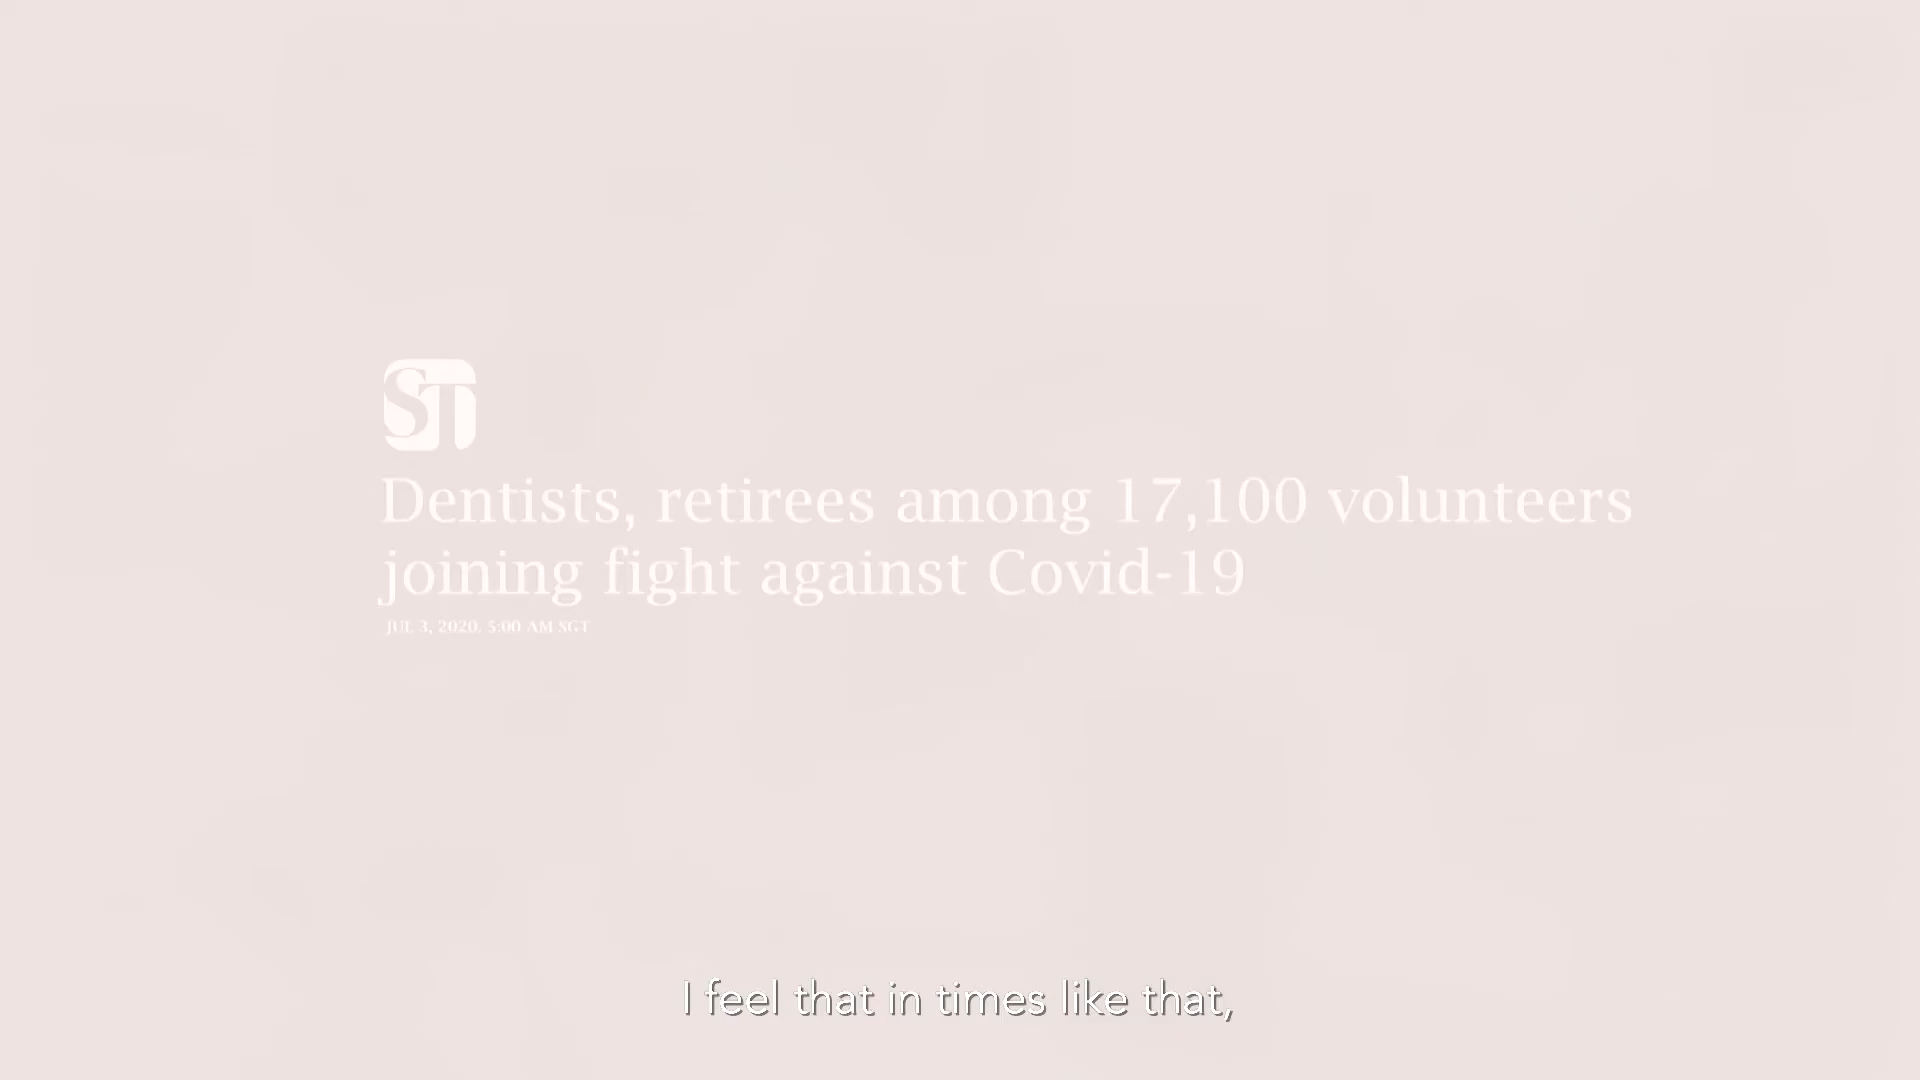 ST
Dentists, retirees among 17,100 volunteers
joining fight against Covid-19
JUL 3, 2020, 5:00 AM SGT
I feel that in times like that,